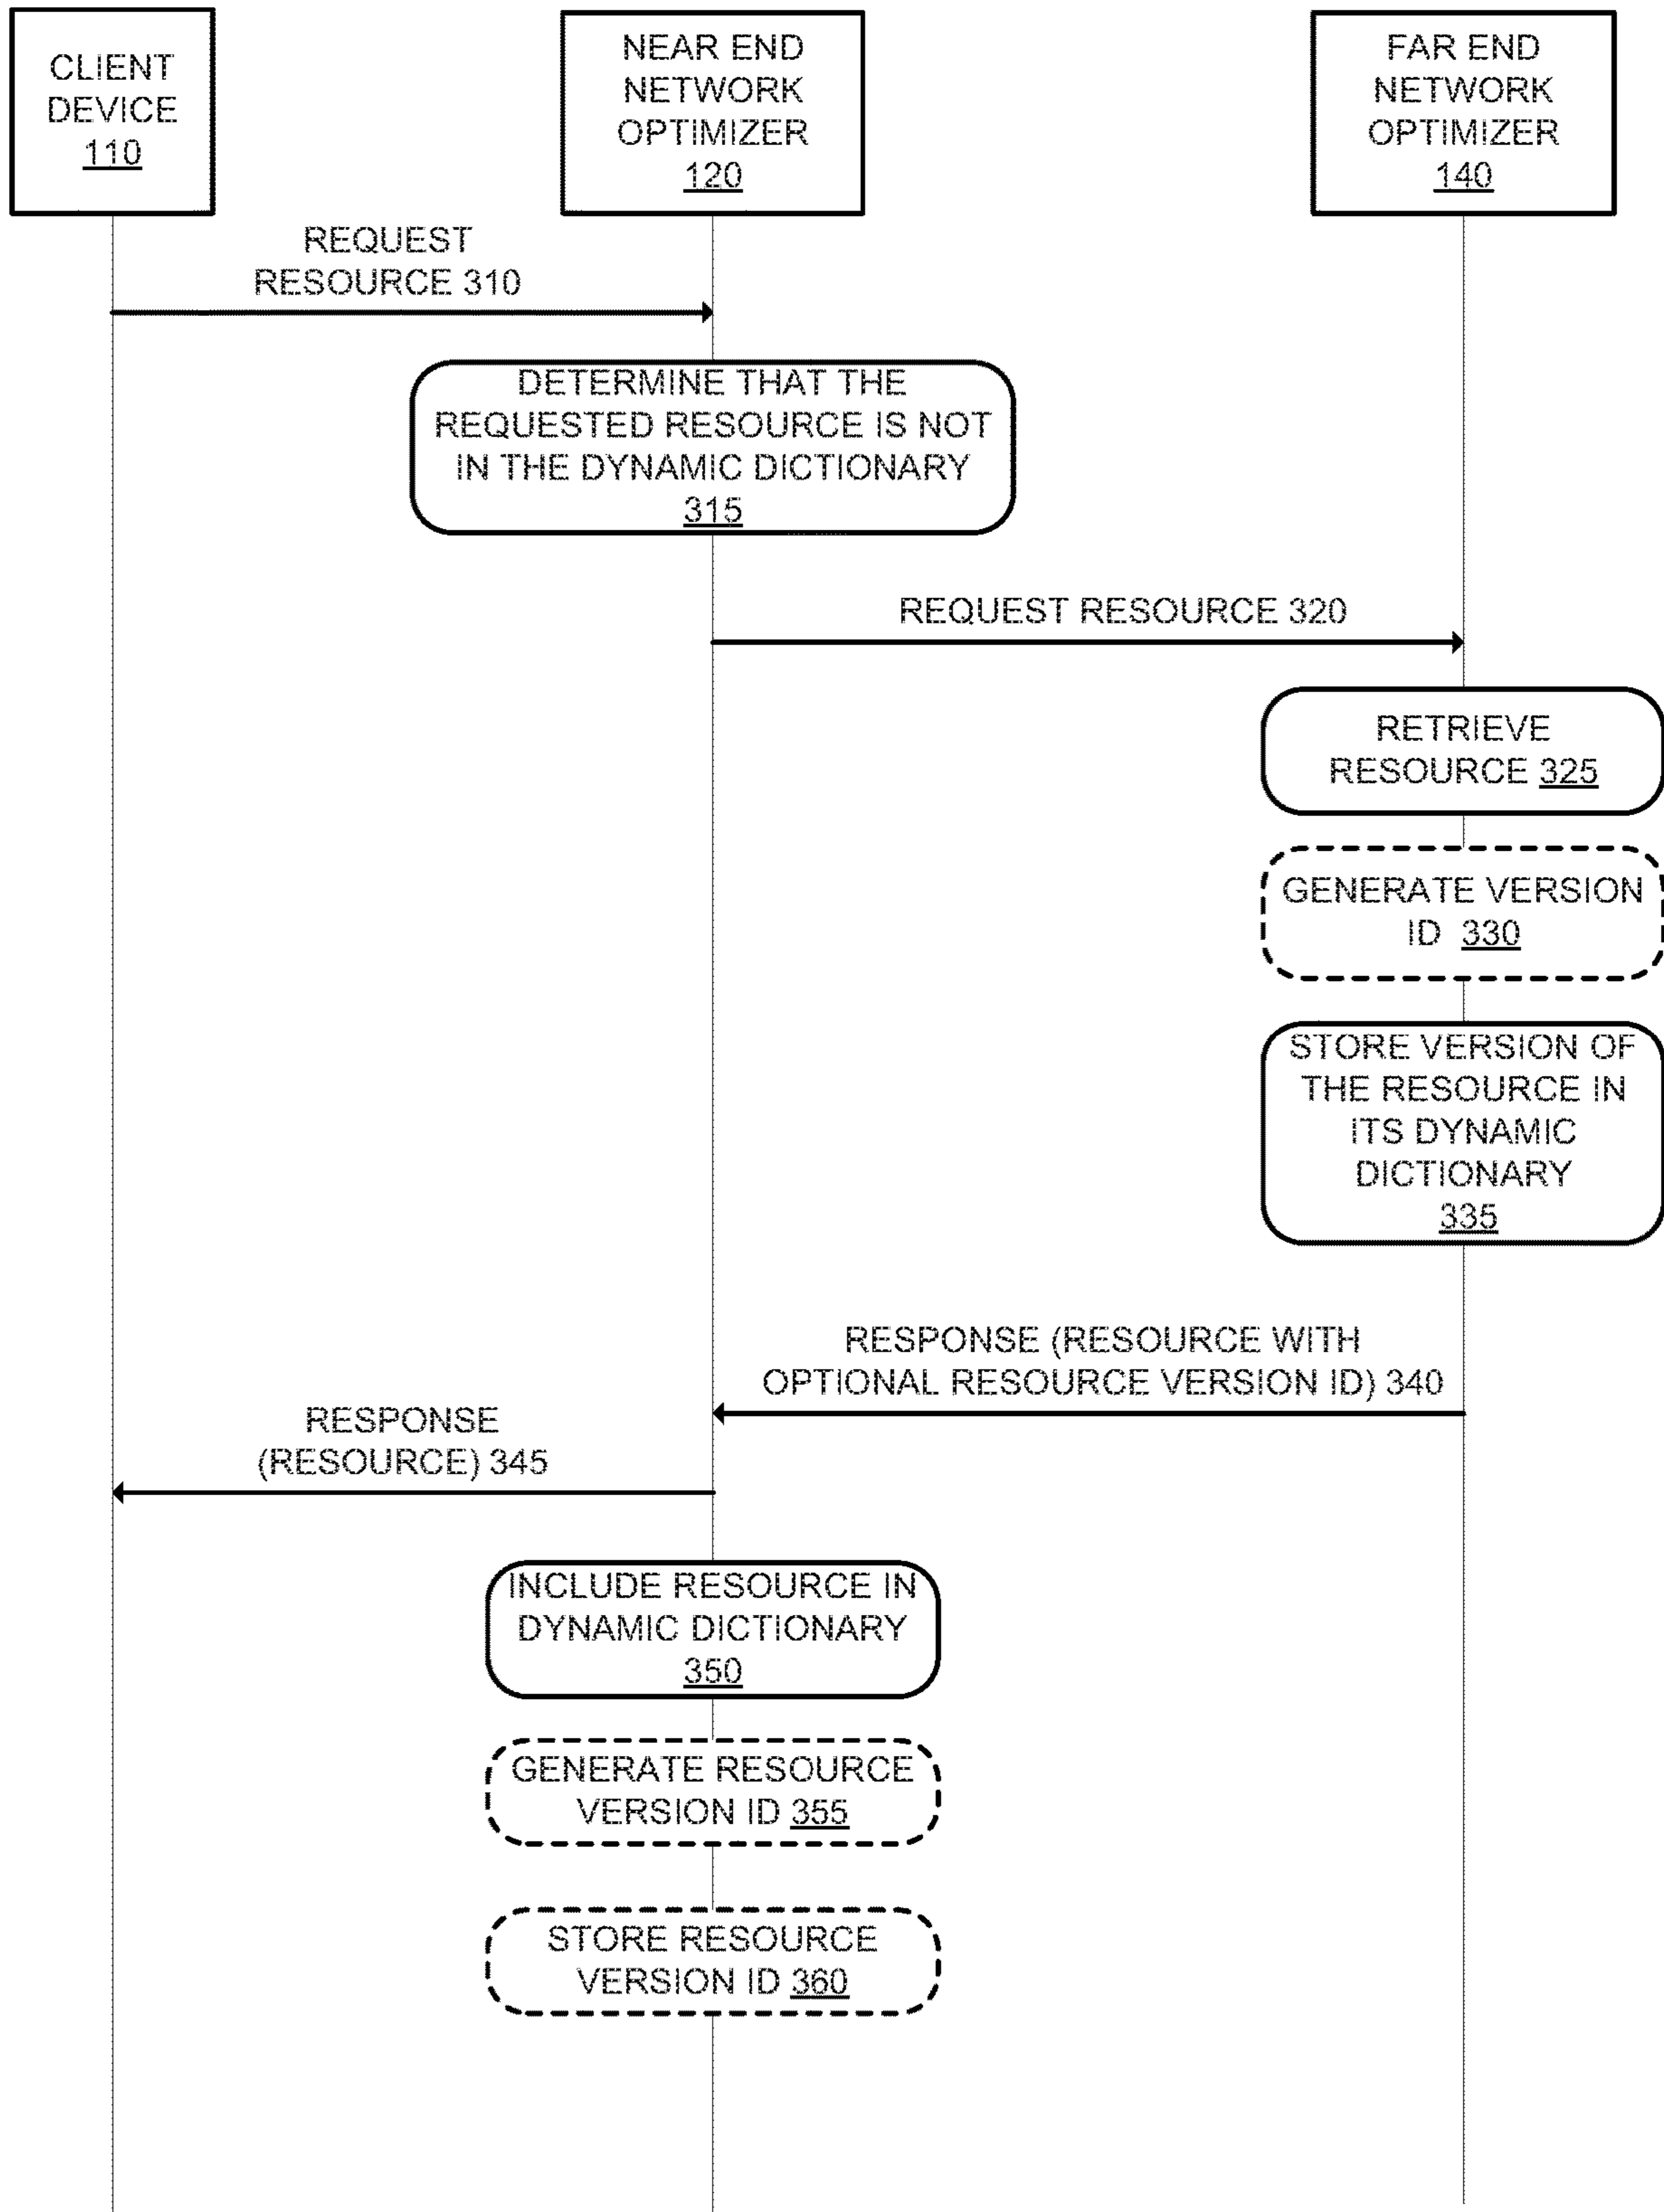 CLIENT
DEVICE
110
NEAR END
NETWORK
OPTIMIZER
120
FAR END
NETWORK
OPTIMIZER
140
REQUEST
RESOURCE 310
DETERMINE THAT THE
REQUESTED RESOURCE IS NOT
IN THE DYNAMIC DICTIONARY
315
REQUEST RESOURCE 320
RETRIEVE
RESOURCE 325
GENERATE VERSION
ID 330
STORE VERSION OF
THE RESOURCE IN
ITS DYNAMIC
DICTIONARY
335
RESPONSE (RESOURCE WITH
OPTIONAL RESOURCE VERSION ID) 340
RESPONSE
(RESOURCE) 345
INCLUDE RESOURCE IN
DYNAMIC DICTIONARY
350
GENERATE RESOURCE
VERSION ID 355
STORE RESOURCE
VERSION ID 360